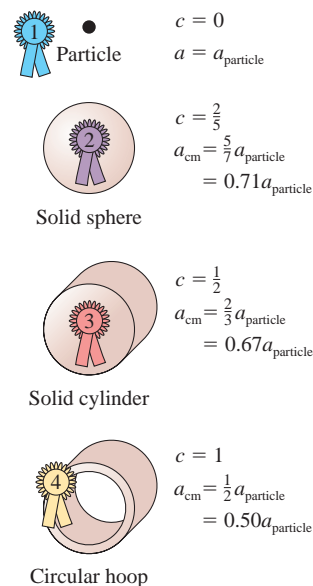 1
Particle
c = 0
a = a_particle
2
Solid sphere
c = 2/5
a_cm = 5/7 a_particle
= 0.71a_particle
3
Solid cylinder
c = 1/2
a_cm = 2/3 a_particle
= 0.67a_particle
4
Circular hoop
c = 1
a_cm = 1/2 a_particle
= 0.50a_particle